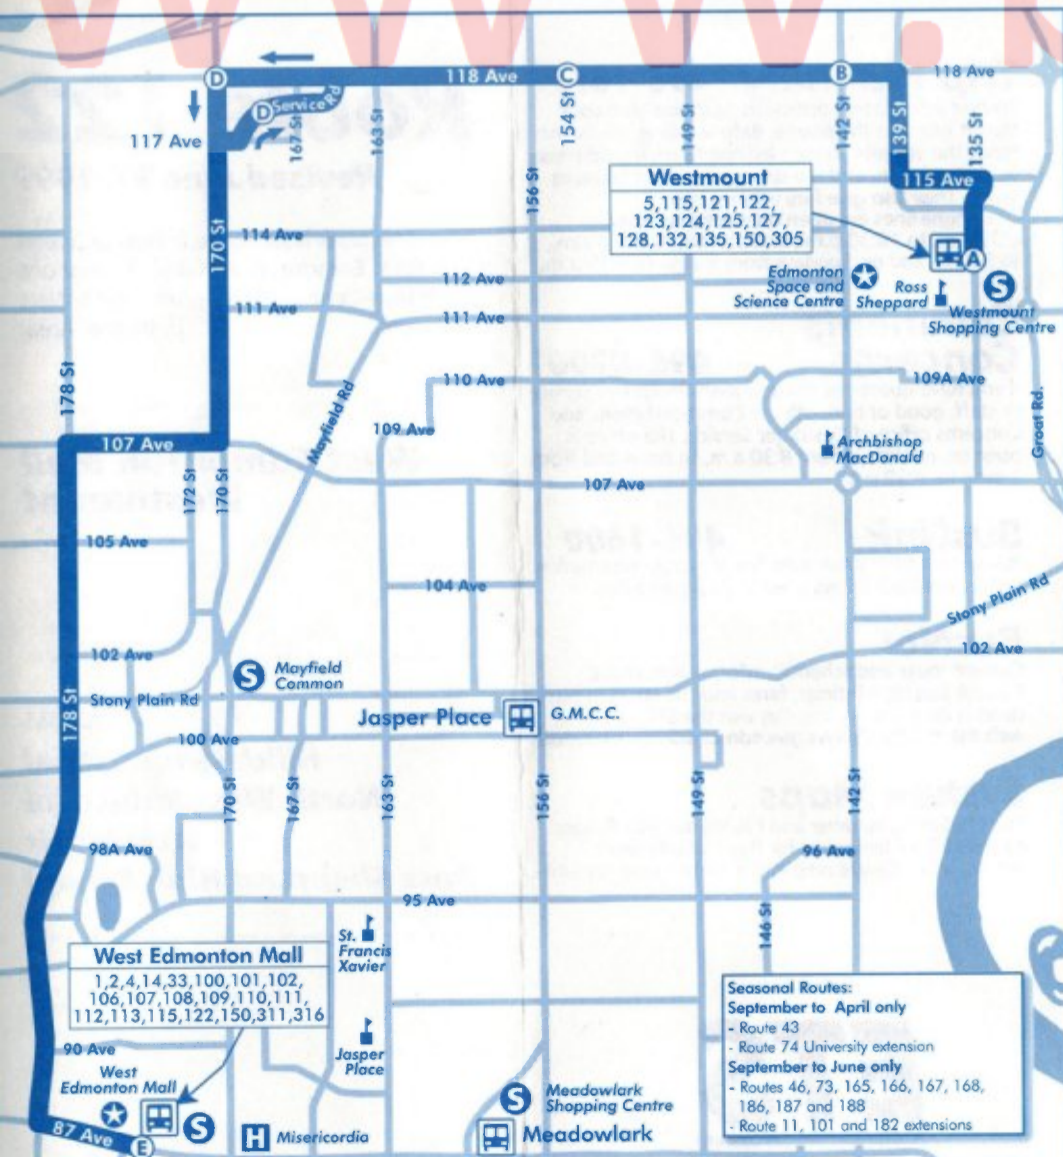 WWW.
118 Ave
C
B
118 Ave
D
D
Service Rd
117 Ave
167 St
163 St
154 St
149 St
142 St
139 St
135 St
156 St
115 Ave
Westmount
5,115,121,122,
123,124,125,127,
128,132,135,150,305
A
S
Westmount
Shopping Centre
Edmonton
Space and
Science Centre
Ross
Sheppard
170 St
114 Ave
112 Ave
111 Ave
111 Ave
110 Ave
109A Ave
109 Ave
178 St
107 Ave
Mayfield Rd
Archbishop
MacDonald
Groat Rd.
107 Ave
172 St
170 St
105 Ave
104 Ave
Stony Plain Rd
102 Ave
102 Ave
S
Mayfield
Common
Stony Plain Rd
Jasper Place
G.M.C.C.
178 St
100 Ave
170 St
167 St
163 St
156 St
149 St
142 St
98A Ave
96 Ave
95 Ave
146 St
St.
Francis
Xavier
West Edmonton Mall
1,2,4,14,33,100,101,102,
106,107,108,109,110,111,
112,113,115,122,150,311,316
90 Ave
West
Edmonton Mall
S
87 Ave
E
Jasper
Place
H
Misericordia
S
Meadowlark
Shopping Centre
Meadowlark
Seasonal Routes:
September to April only
- Route 43
- Route 74 University extension
September to June only
- Routes 46, 73, 165, 166, 167, 168,
186, 187 and 188
- Route 11, 101 and 182 extensions